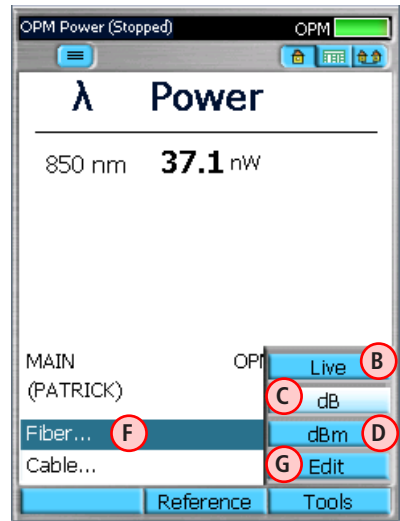 OPM Power (Stopped) OPM
λ Power
850 nm 37.1 nW
MAIN OPM
(PATRICK)
Live B
C dB
Fiber... F dBm D
Cable... G Edit
Reference Tools